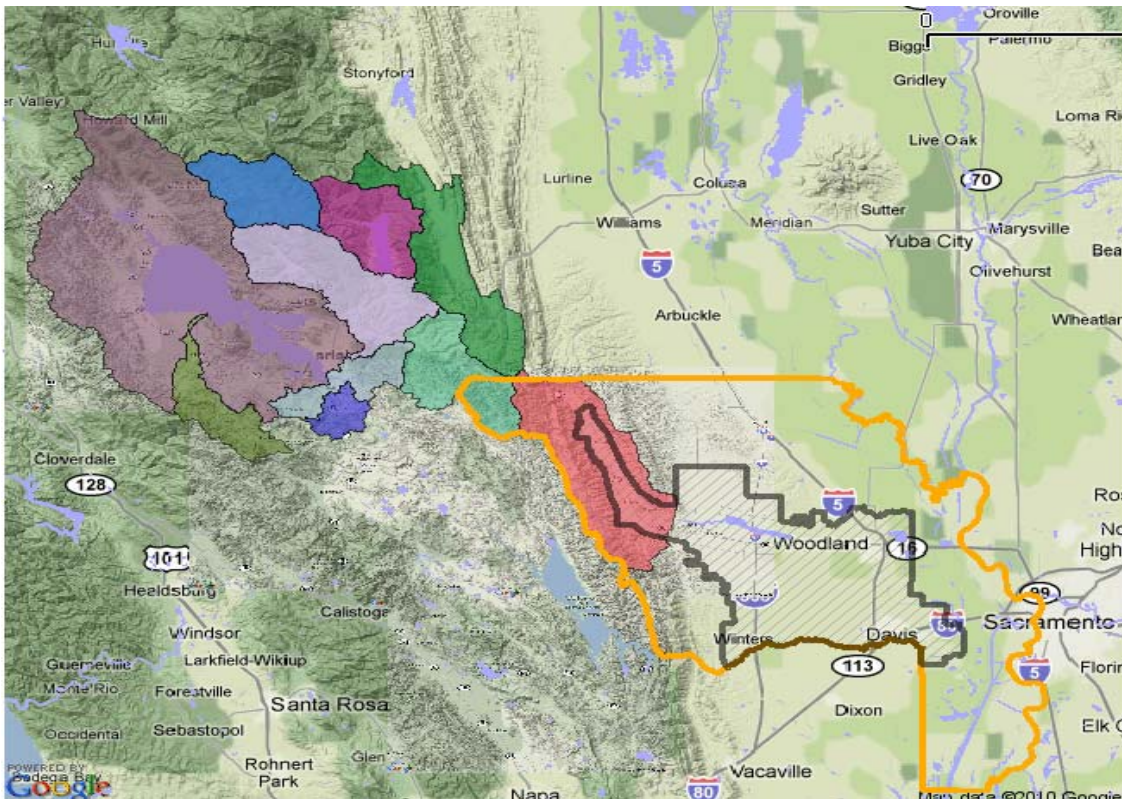 Oroville
Palermo
Biggs
Gridley
Stonyford
er Valley
Howard Mill
Loma Ri
Live Oak
70
Lurline
Colusa
Sutter
Williams
Meridian
Marysville
Yuba City
Bea
5
Olivehurst
Arbuckle
Wheatlan
Cloverdale
128
5
Ros
Woodland
16
No
High
101
Healdsburg
99
Calistoga
Sacramento
Windsor
Winters
Davis
Guerneville
Larkfield-Wikiup
113
5
Florin
Monte Rio
Forestville
Santa Rosa
Dixon
Sebastopol
Elk G
Occidental
Rohnert
Park
Glen
Vacaville
POWERED BY
Bodega Bay
Google
Napa
80
Map data ©2010 Google